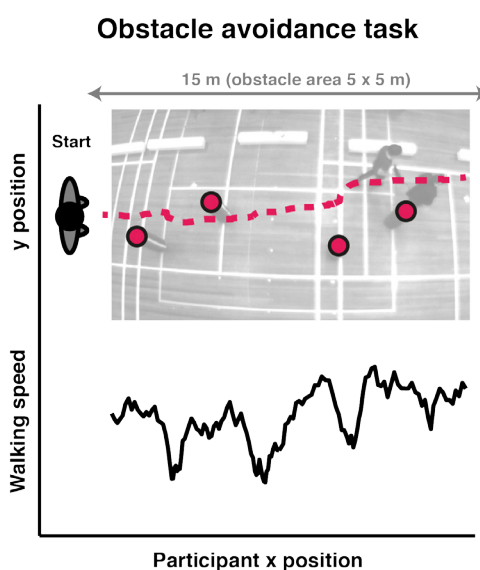 Obstacle avoidance task
15 m (obstacle area 5 x 5 m)
Start
y position
Walking speed
Participant x position